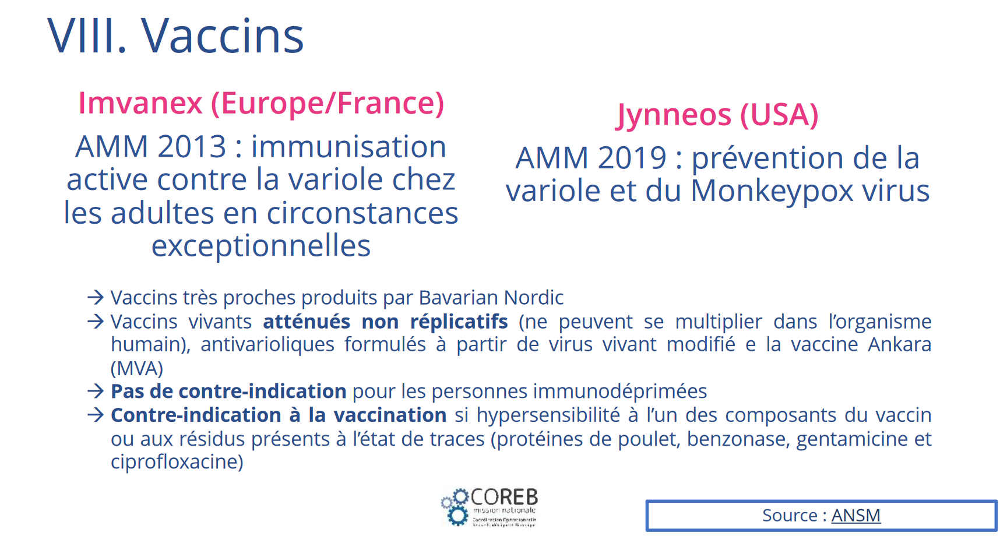 VIII. Vaccins
Imvanex (Europe/France)
AMM 2013 : immunisation
active contre la variole chez
les adultes en circonstances
exceptionnelles
Jynneos (USA)
AMM 2019 : prévention de la
variole et du Monkeypox virus
→ Vaccins très proches produits par Bavarian Nordic
→ Vaccins vivants atténués non réplicatifs (ne peuvent se multiplier dans l’organisme
humain), antivarioliques formulés à partir de virus vivant modifié e la vaccine Ankara
(MVA)
→ Pas de contre-indication pour les personnes immunodéprimées
→ Contre-indication à la vaccination si hypersensibilité à l’un des composants du vaccin
ou aux résidus présents à l’état de traces (protéines de poulet, benzonase, gentamicine et
ciprofloxacine)
COREB
mission nationale
Coordination Opérationnelle
Source : ANSM